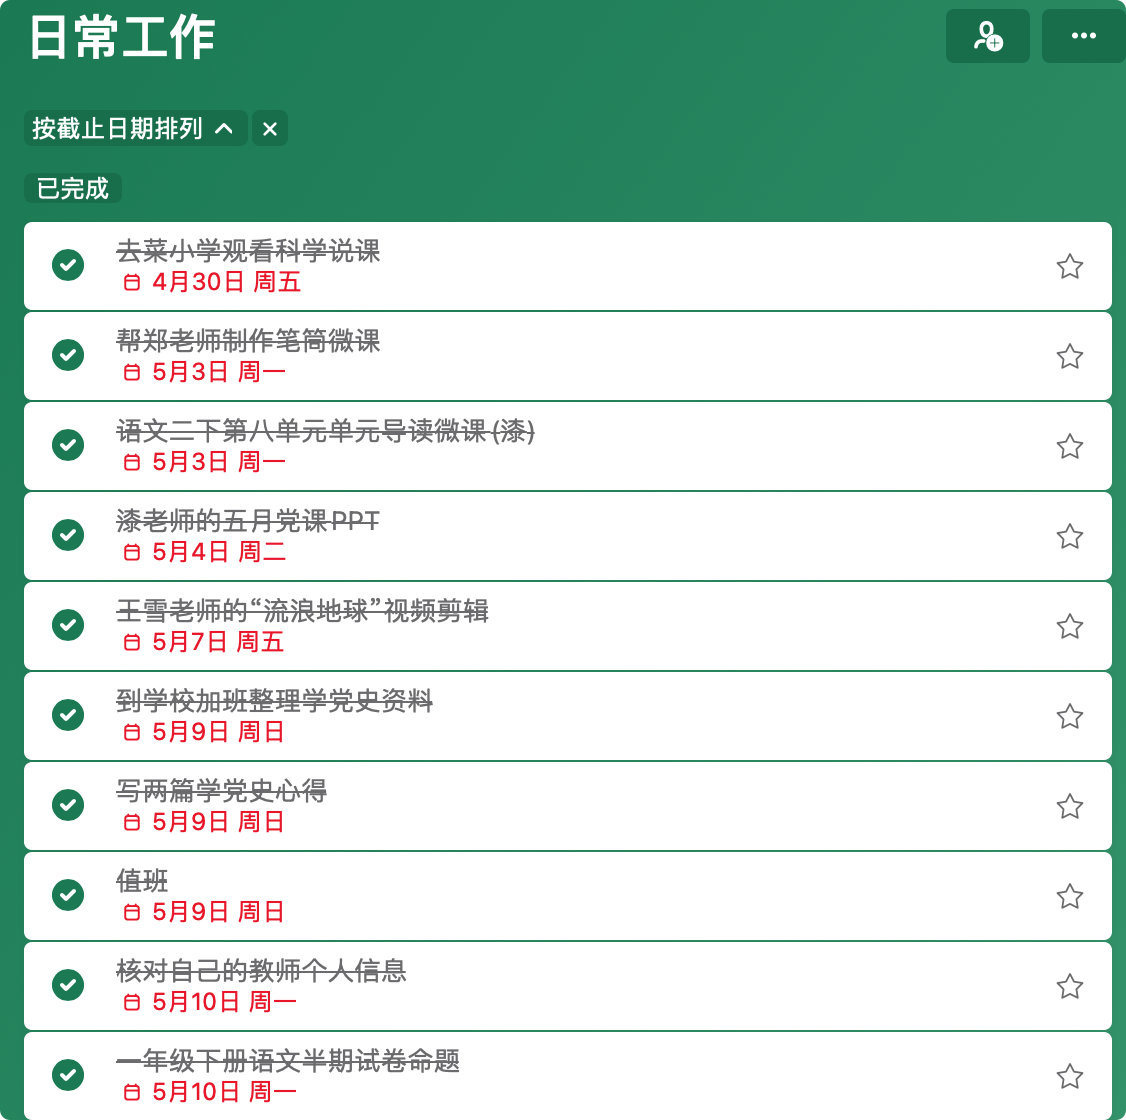 日常工作
按截止日期排列
已完成
去菜小学观看科学说课
4月30日 周五
帮郑老师制作笔筒微课
5月3日 周一
语文二下第八单元单元导读微课(漆)
5月3日 周一
漆老师的五月党课PPT
5月4日 周二
王雪老师的“流浪地球”视频剪辑
5月7日 周五
到学校加班整理学党史资料
5月9日 周日
写两篇学党史心得
5月9日 周日
值班
5月9日 周日
核对自己的教师个人信息
5月10日 周一
一年级下册语文半期试卷命题
5月10日 周一